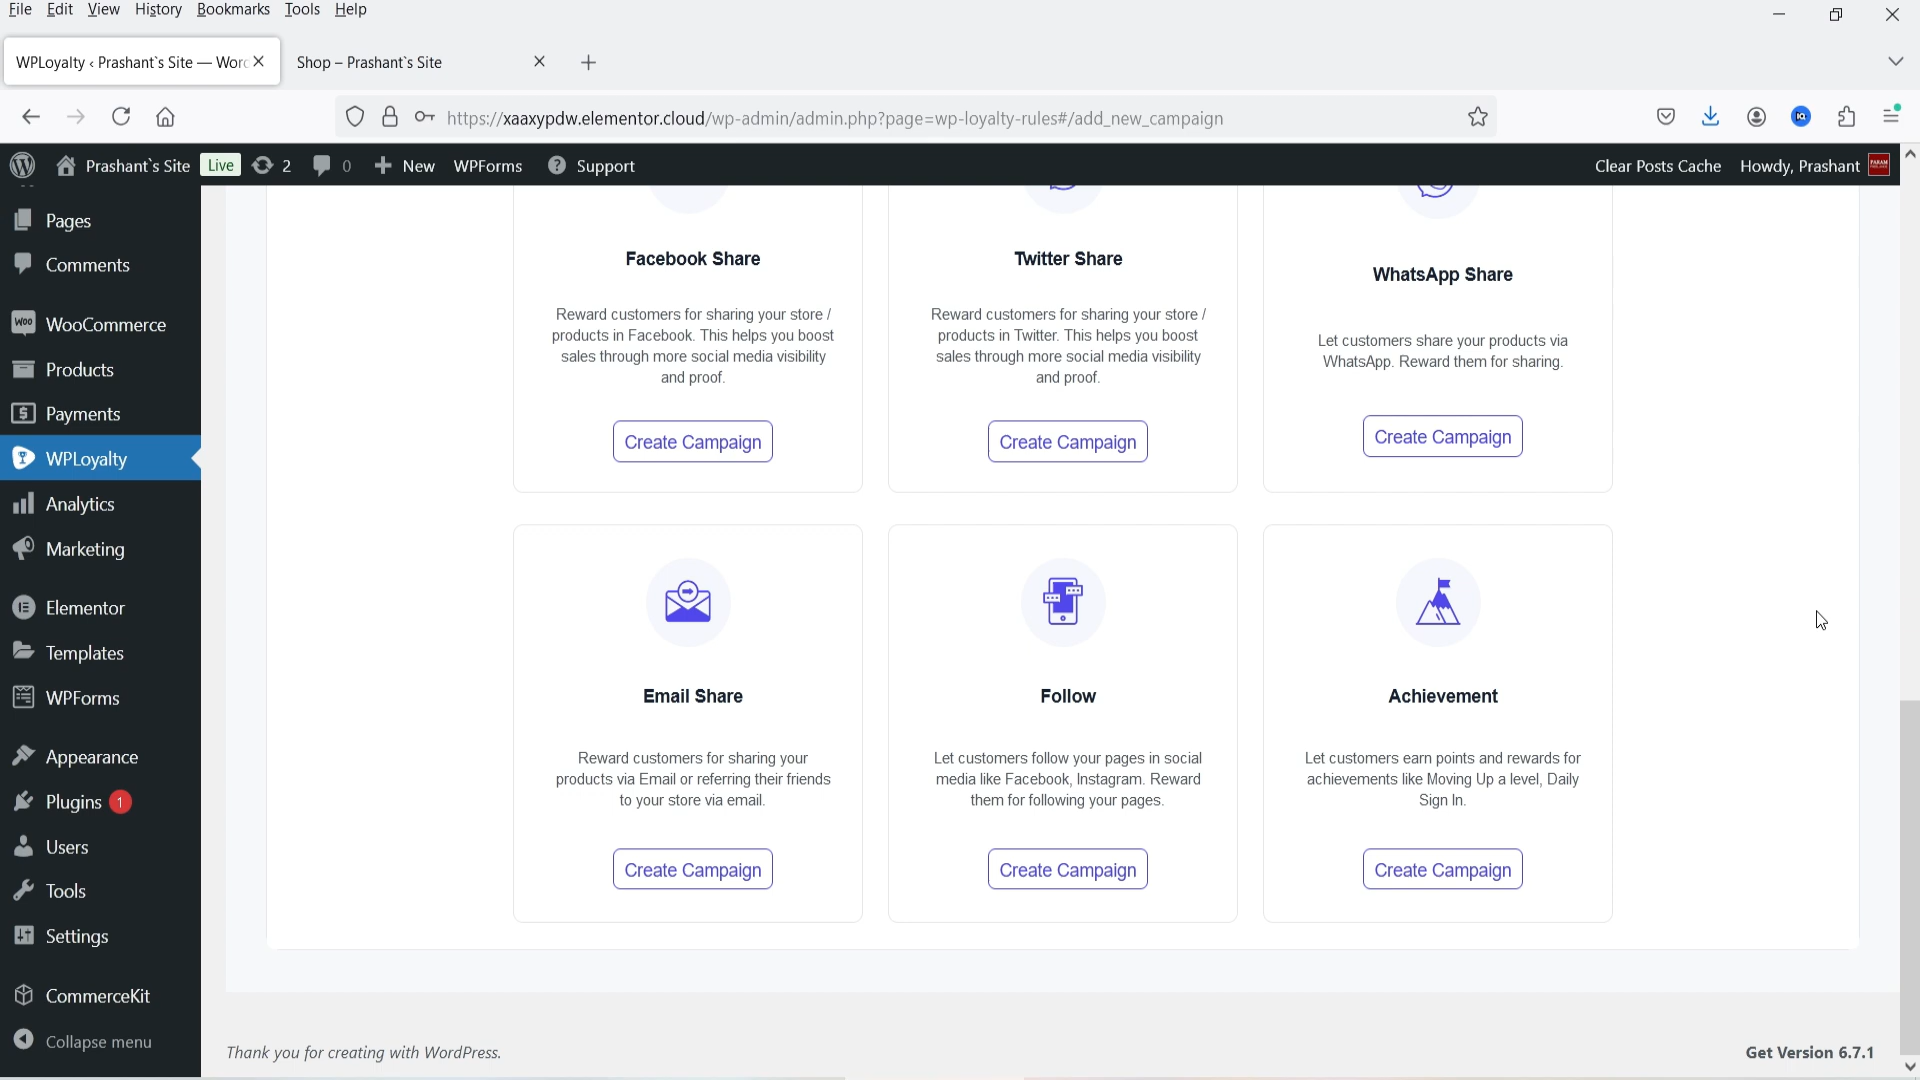 File Edit View History Bookmarks Tools Help
WPLoyalty ‹ Prashant`s Site — Word
Shop – Prashant`s Site
https://xaaxypdw.elementor.cloud/wp-admin/admin.php?page=wp-loyalty-rules#/add_new_campaign
Prashant`s Site Live 2 0 New WPForms Support
Clear Posts Cache Howdy, Prashant
Pages
Comments
WooCommerce
Products
Payments
WPLoyalty
Analytics
Marketing
Elementor
Templates
WPForms
Appearance
Plugins 1
Users
Tools
Settings
CommerceKit
Collapse menu
Facebook Share
Reward customers for sharing your store /
products in Facebook. This helps you boost
sales through more social media visibility
and proof.
Create Campaign
Twitter Share
Reward customers for sharing your store /
products in Twitter. This helps you boost
sales through more social media visibility
and proof.
Create Campaign
WhatsApp Share
Let customers share your products via
WhatsApp. Reward them for sharing.
Create Campaign
Email Share
Reward customers for sharing your
products via Email or referring their friends
to your store via email.
Create Campaign
Follow
Let customers follow your pages in social
media like Facebook, Instagram. Reward
them for following your pages.
Create Campaign
Achievement
Let customers earn points and rewards for
achievements like Moving Up a level, Daily
Sign In.
Create Campaign
Thank you for creating with WordPress.
Get Version 6.7.1